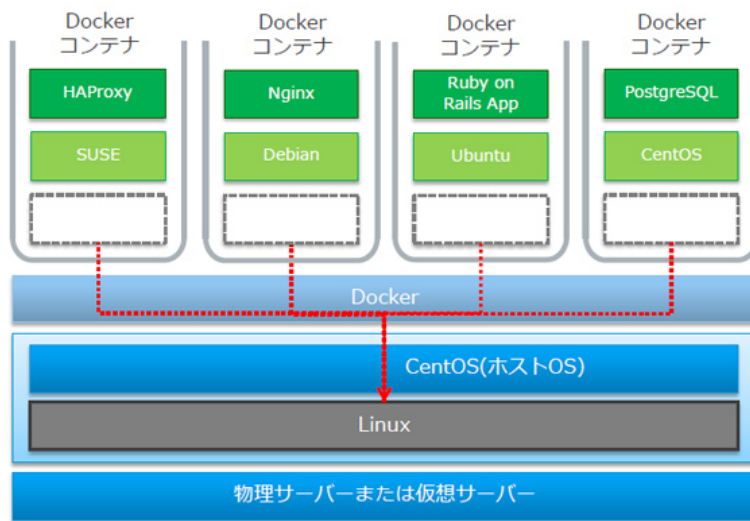 Docker
コンテナ
Docker
コンテナ
Docker
コンテナ
Docker
コンテナ
HAProxy
Nginx
Ruby on
Rails App
PostgreSQL
SUSE
Debian
Ubuntu
CentOS
Docker
CentOS(ホストOS)
Linux
物理サーバーまたは仮想サーバー